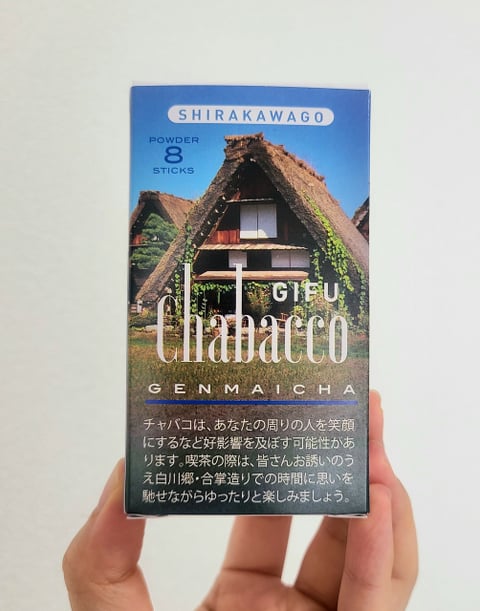 SHIRAKAWAGO
POWDER
8
STICKS
GIFU
Chabacco
GENMAICHA
チャバコは、あなたの周りの人を笑顔
にするなど好影響を及ぼす可能性があ
ります。喫茶の際は、皆さんお誘いのう
え白川郷・合掌造りでの時間に思いを
馳せながらゆったりと楽しみましょう。